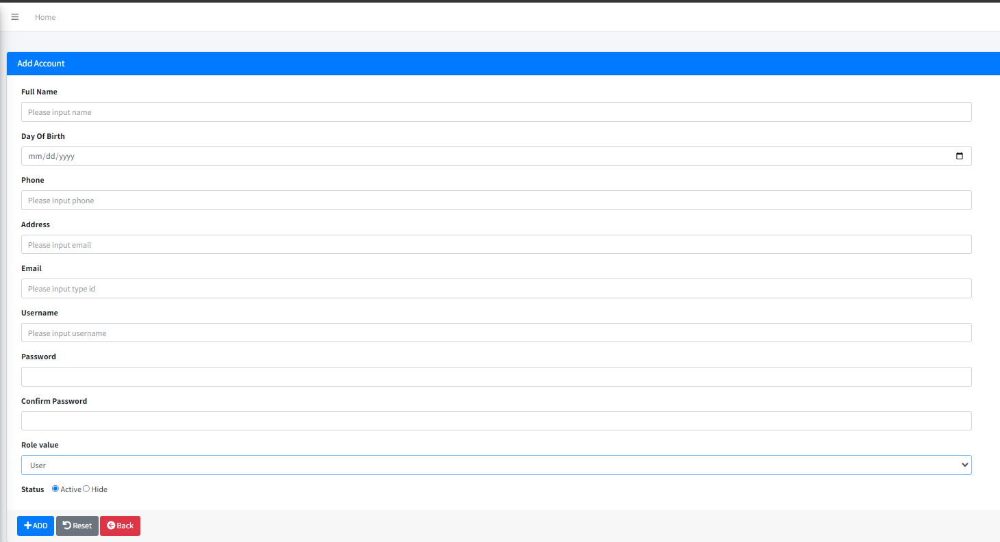 Home
Add Account
Full Name
Please input name
Day Of Birth
mm/dd/yyyy
Phone
Please input phone
Address
Please input email
Email
Please input type id
Username
Please input username
Password
Confirm Password
Role value
User
Status Active Hide
ADD Reset Back